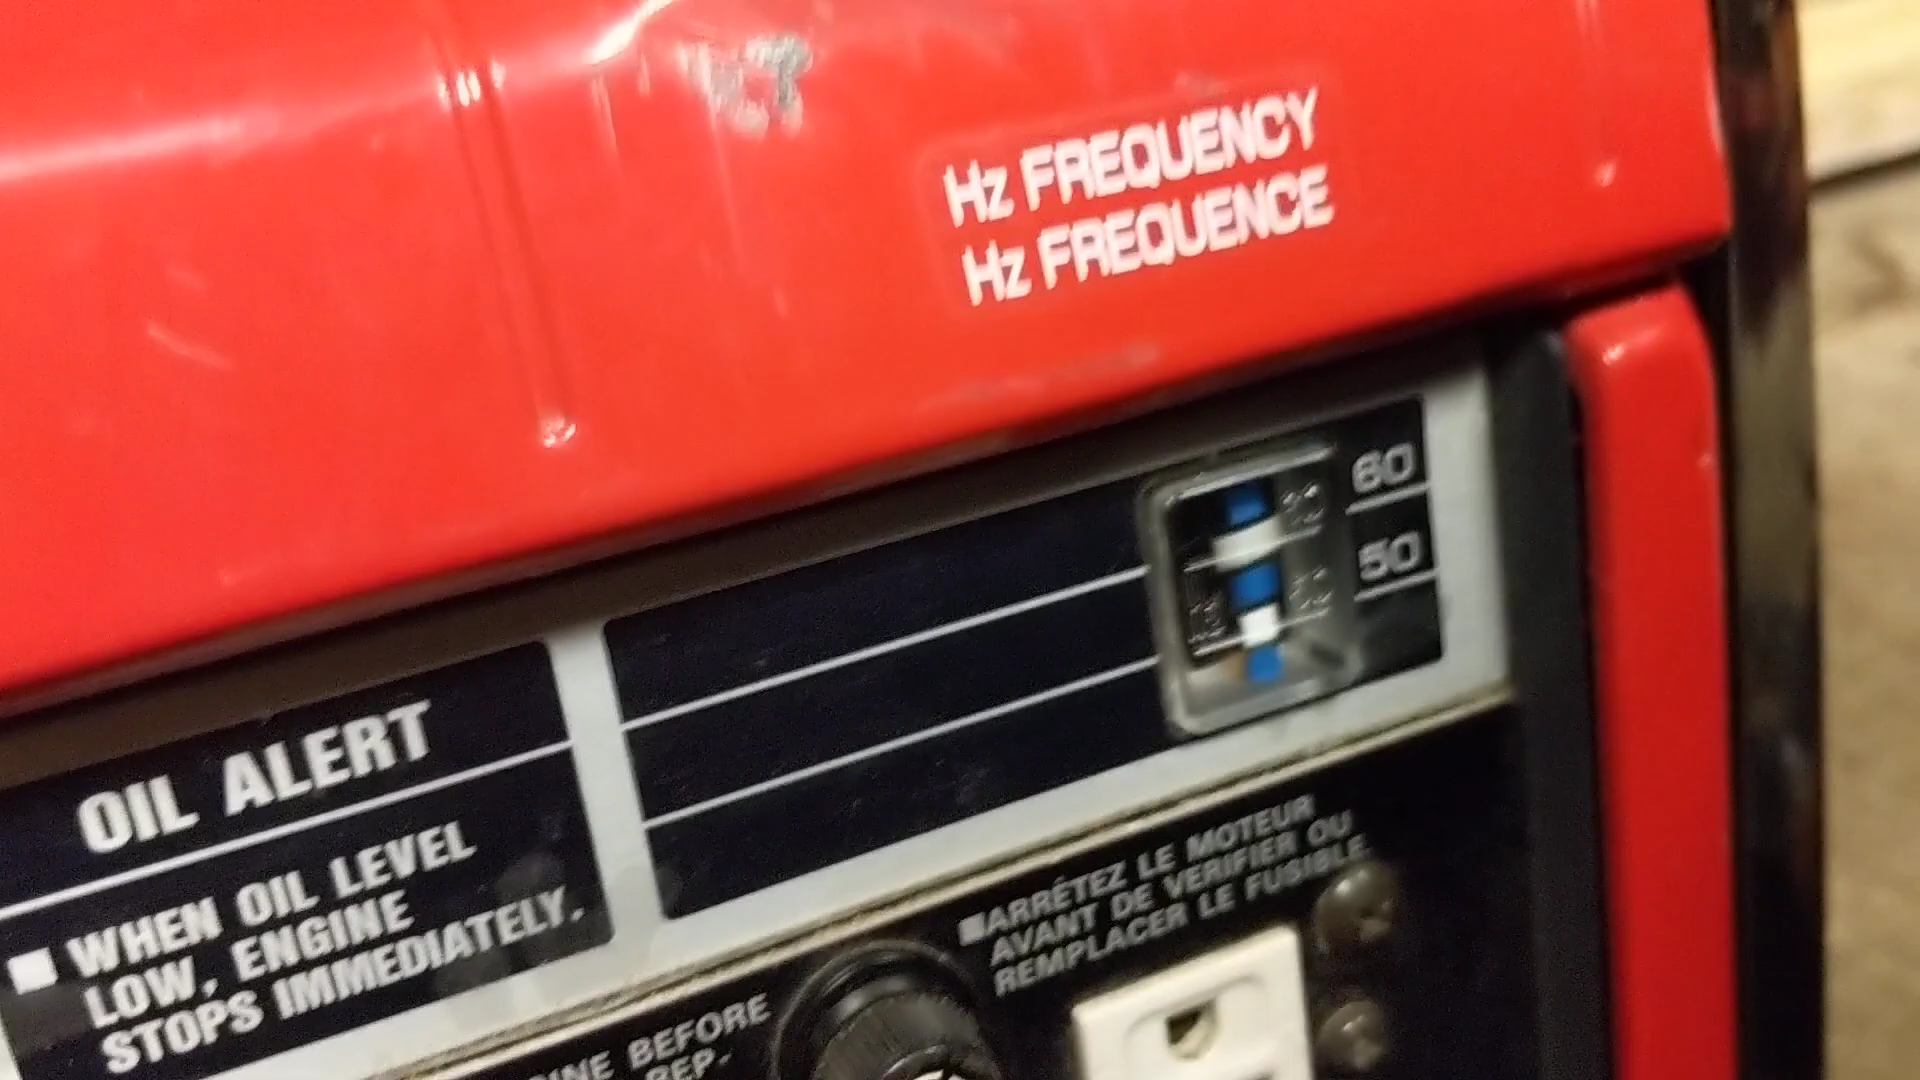 Hz FREQUENCY
Hz FREQUENCE
60
50
OIL ALERT
■ WHEN OIL LEVEL
LOW, ENGINE
STOPS IMMEDIATELY.
■ARRÊTEZ LE MOTEUR
AVANT DE VERIFIER OU
REMPLACER LE FUSIBLE.
BEFORE